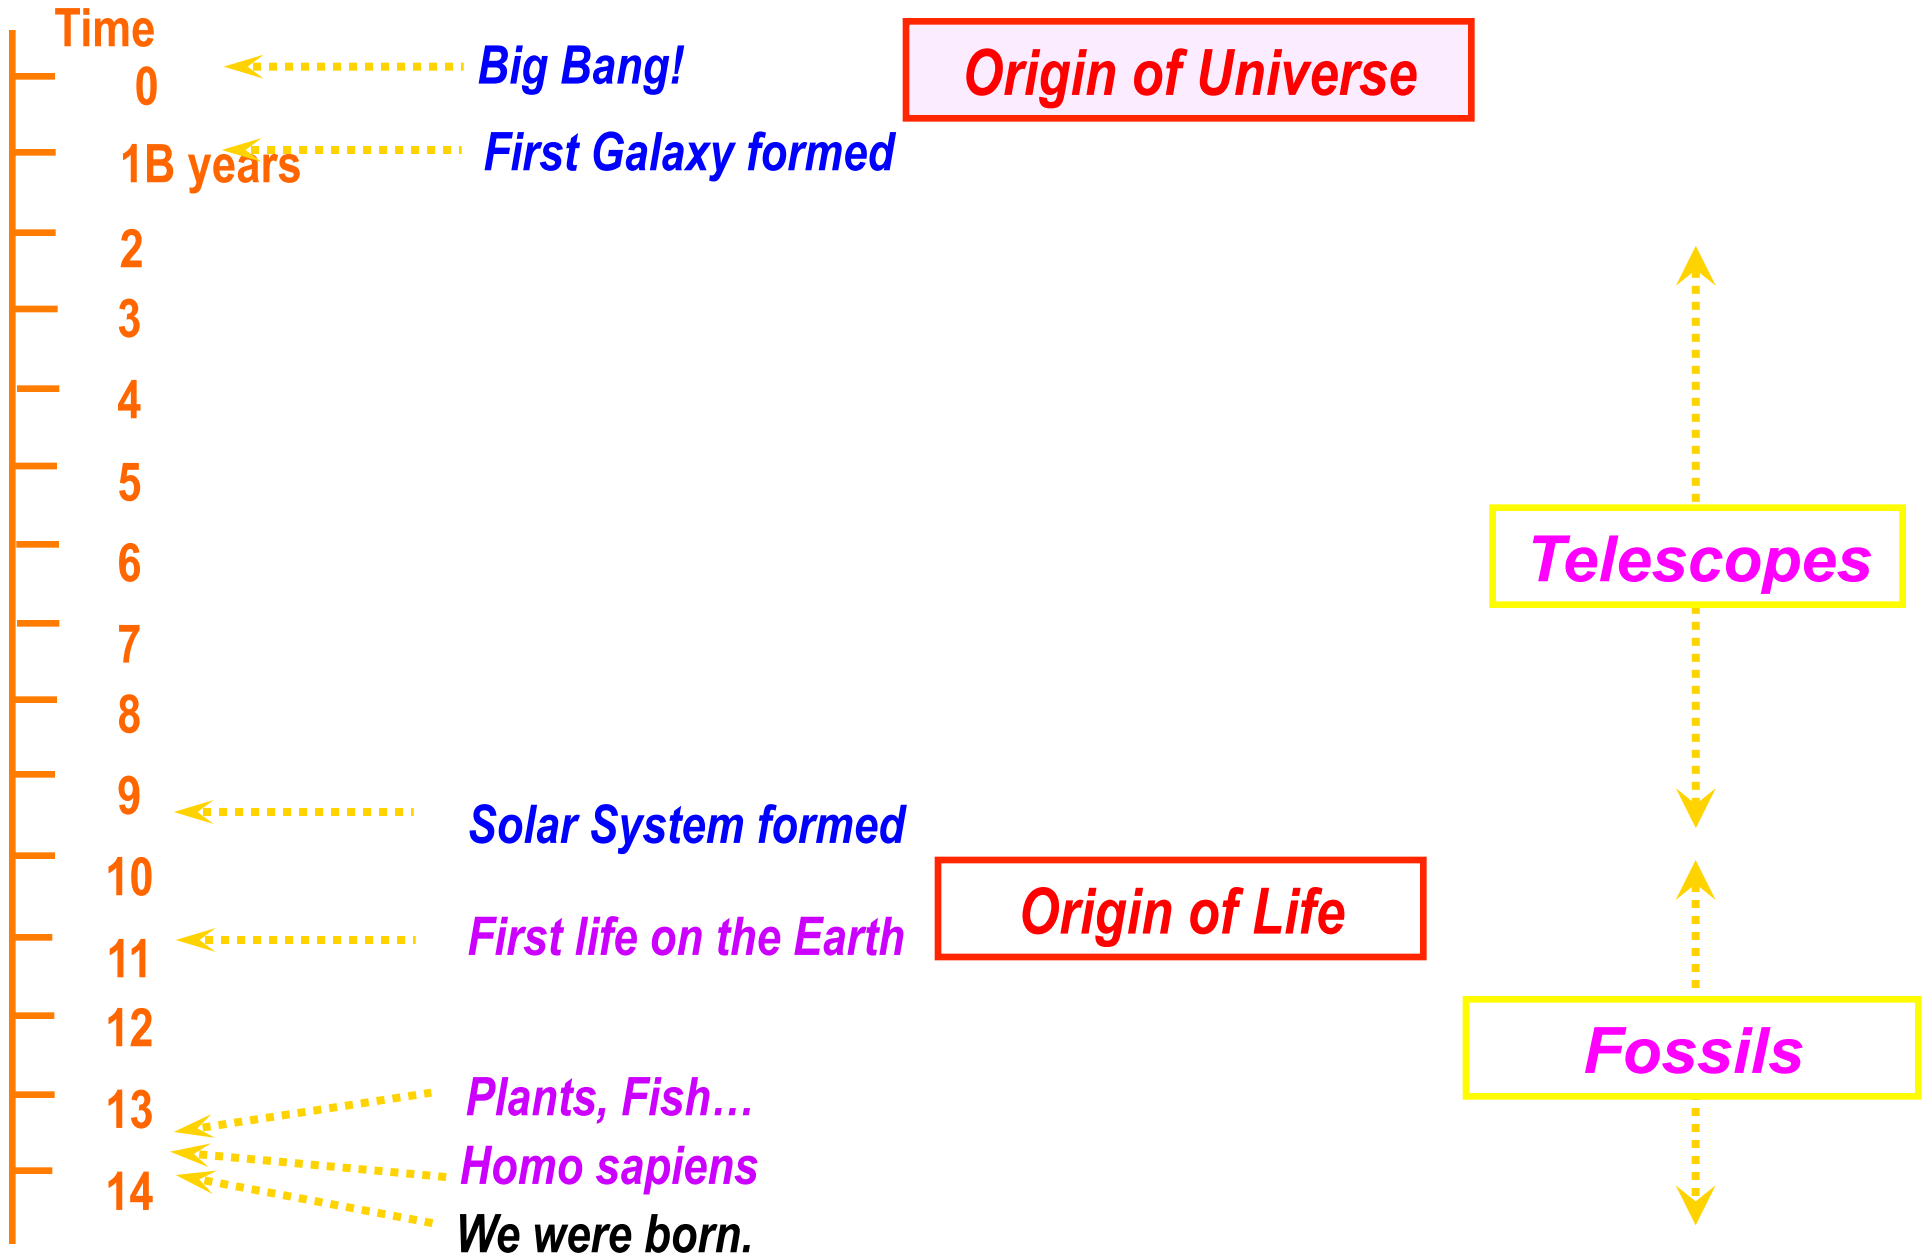 Time
0
Big Bang!
Origin of Universe
1B years
First Galaxy formed
2
3
4
5
6
Telescopes
7
8
9
Solar System formed
10
Origin of Life
11
First life on the Earth
12
Fossils
13
Plants, Fish…
Homo sapiens
14
We were born.